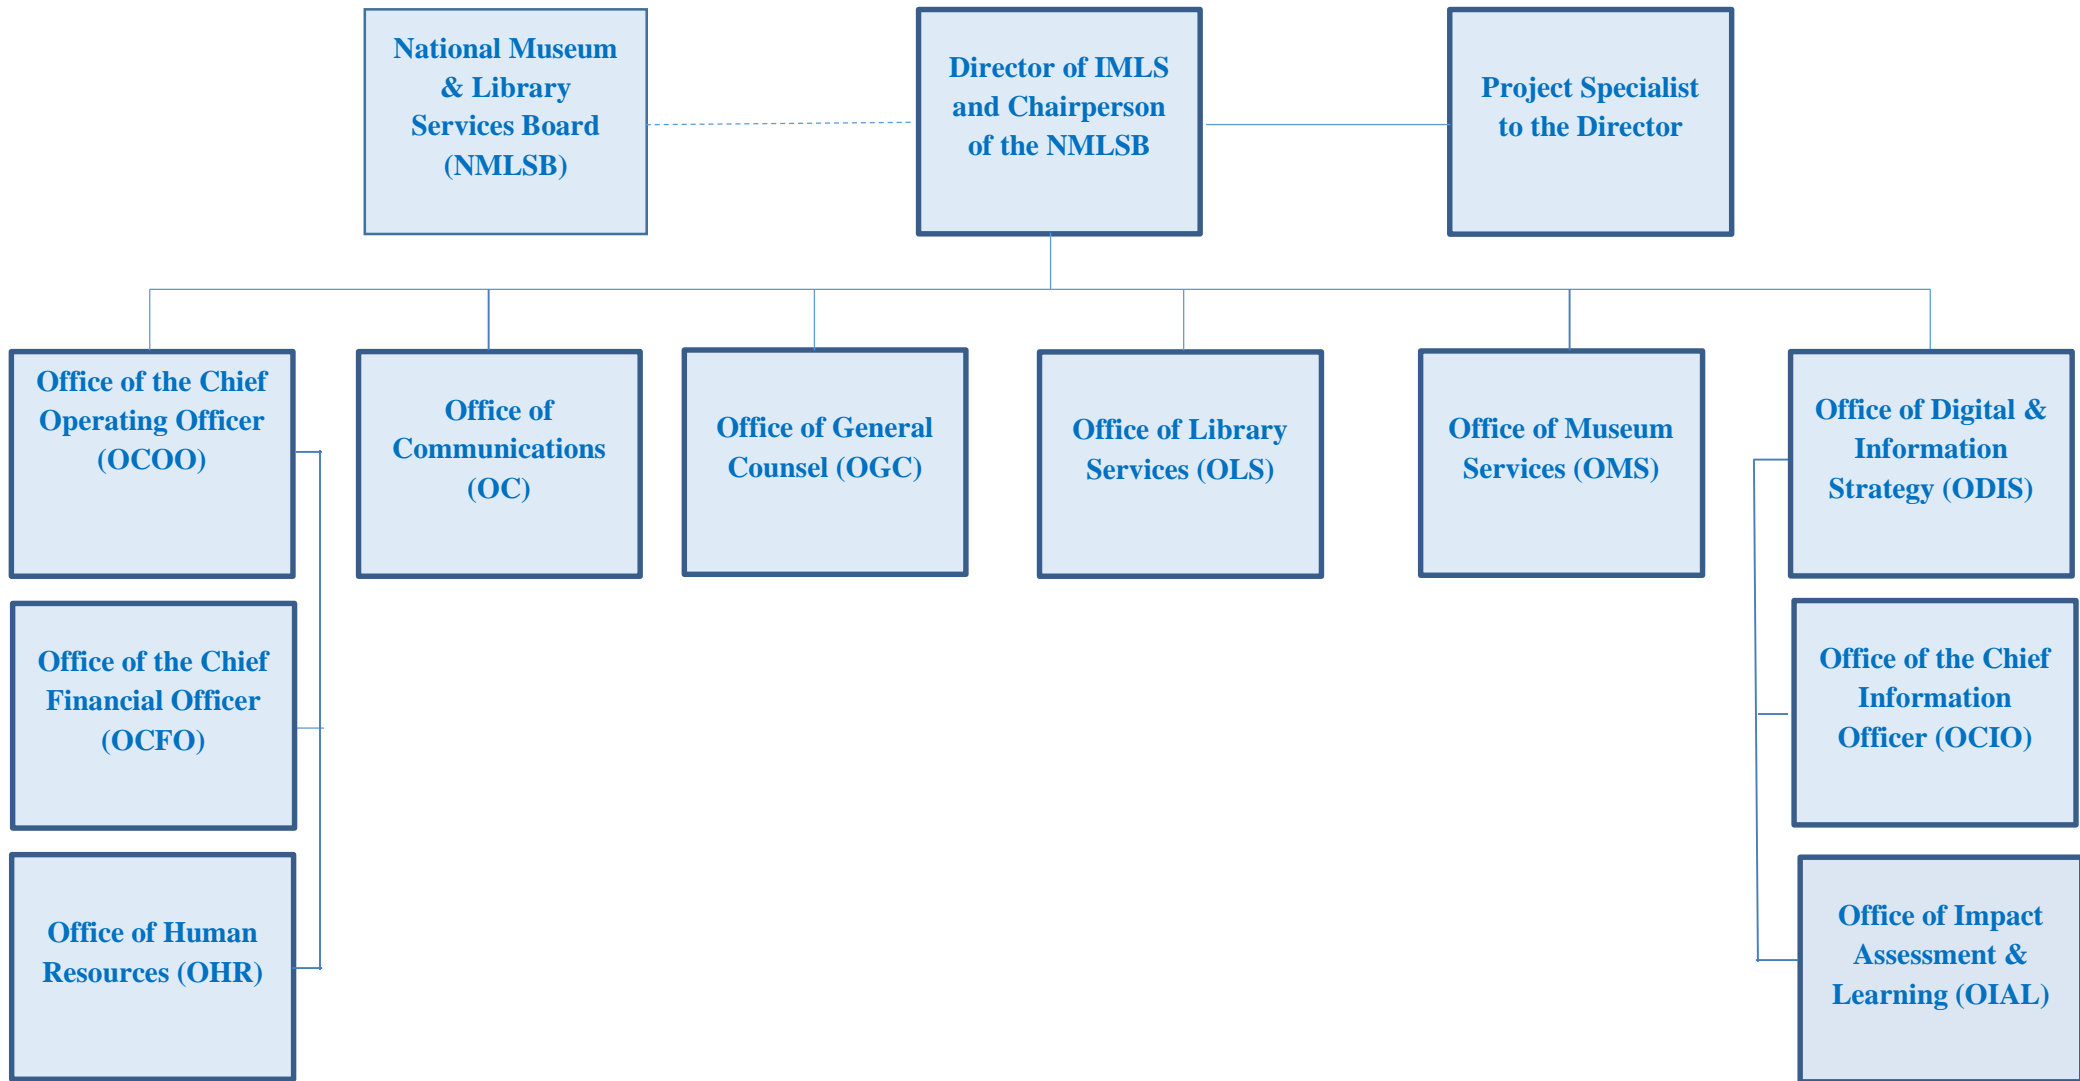 National Museum
& Library
Services Board
(NMLSB)
Director of IMLS
and Chairperson
of the NMLSB
Project Specialist
to the Director
Office of the Chief
Operating Officer
(OCOO)
Office of
Communications
(OC)
Office of General
Counsel (OGC)
Office of Library
Services (OLS)
Office of Museum
Services (OMS)
Office of Digital &
Information
Strategy (ODIS)
Office of the Chief
Financial Officer
(OCFO)
Office of the Chief
Information
Officer (OCIO)
Office of Human
Resources (OHR)
Office of Impact
Assessment &
Learning (OIAL)